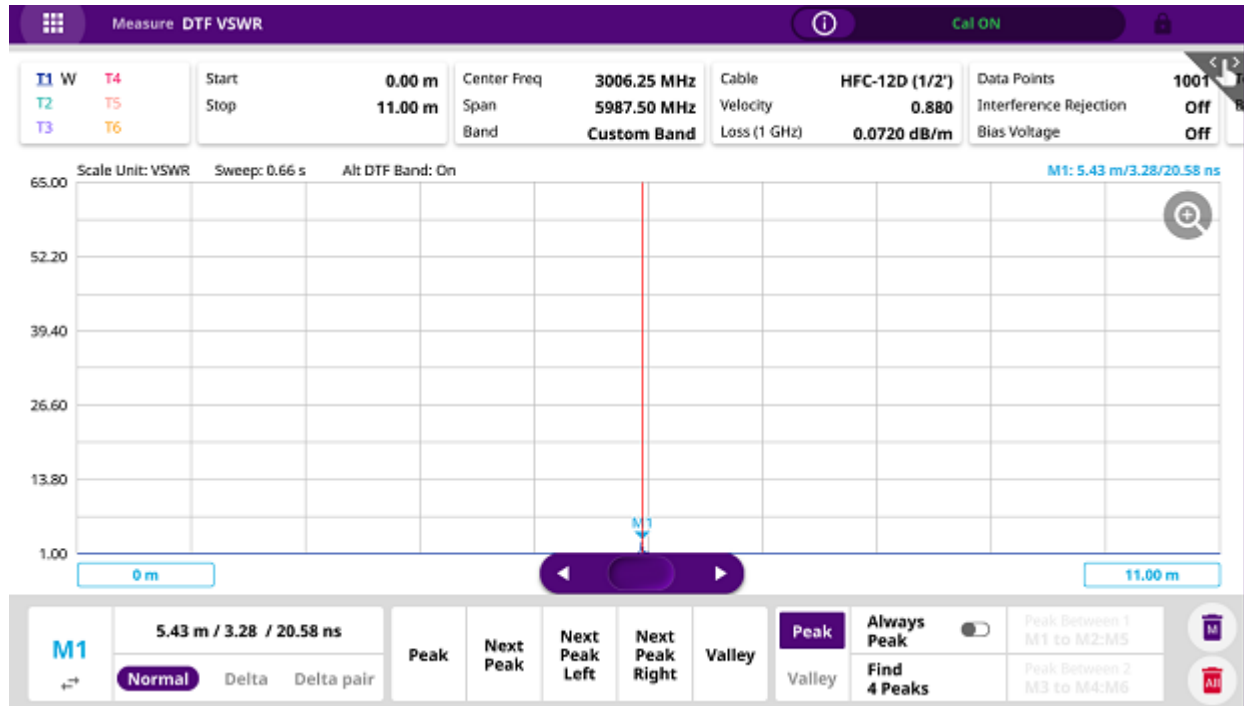 Measure DTF VSWR
Cal ON
T1 W T4
T2 T5
T3 T6
Start 0.00 m
Stop 11.00 m
Center Freq 3006.25 MHz
Span 5987.50 MHz
Band Custom Band
Cable HFC-12D (1/2')
Velocity 0.880
Loss (1 GHz) 0.0720 dB/m
Data Points 1001
Interference Rejection Off
Bias Voltage Off
Scale Unit: VSWR Sweep: 0.66 s Alt DTF Band: On
M1: 5.43 m/3.28/20.58 ns
65.00
52.20
39.40
26.60
13.80
1.00
M1
0 m
11.00 m
M1
5.43 m / 3.28 / 20.58 ns
Normal Delta Delta pair
Peak
Next
Peak
Next
Peak
Left
Next
Peak
Right
Valley
Peak
Valley
Always
Peak
Find
4 Peaks
Peak Between 1
M1 to M2:M5
Peak Between 2
M3 to M4:M6
M
All